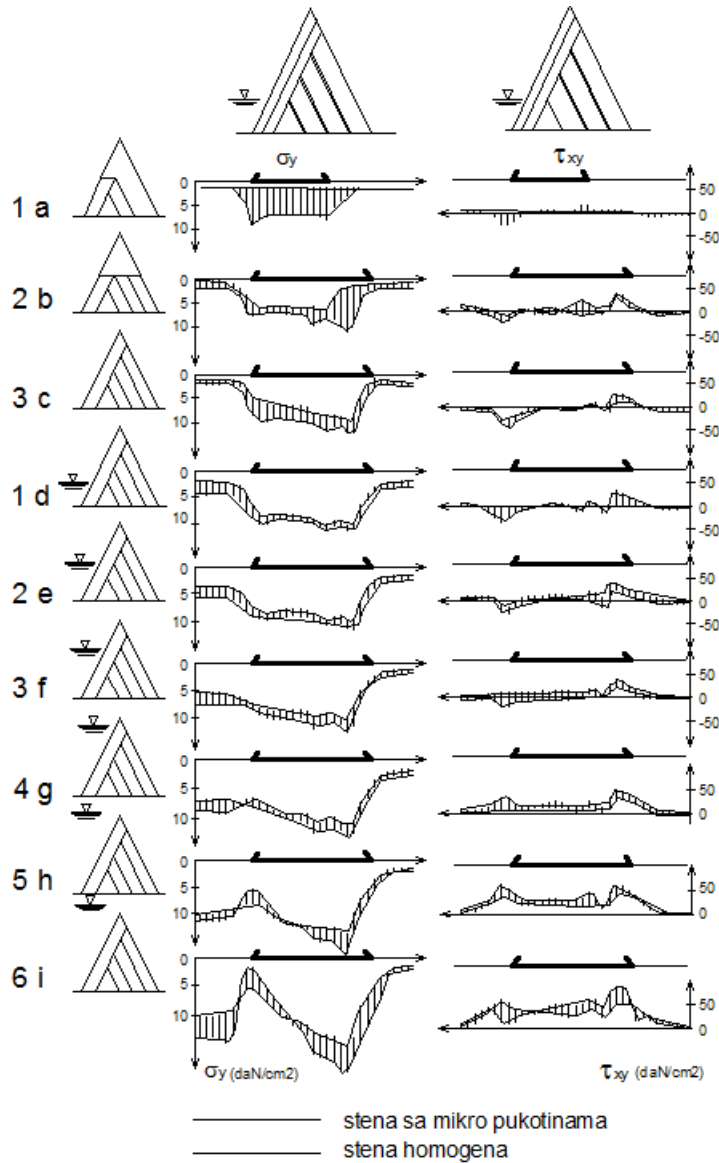 σy τxy
1 a 0 5 10 0 50
2 b 0 5 10 50 0 -50
3 c 0 5 10 50 0 -50
1 d 0 5 10 50 0 -50
2 e 0 5 10 50 0 -50
3 f 0 5 10 50 0 -50
4 g 0 5 10 50 0
5 h 0 5 10 50 0
6 i 0 5 10 50 0
σy (daN/cm2) τxy (daN/cm2)
stena sa mikro pukotinama
stena homogena